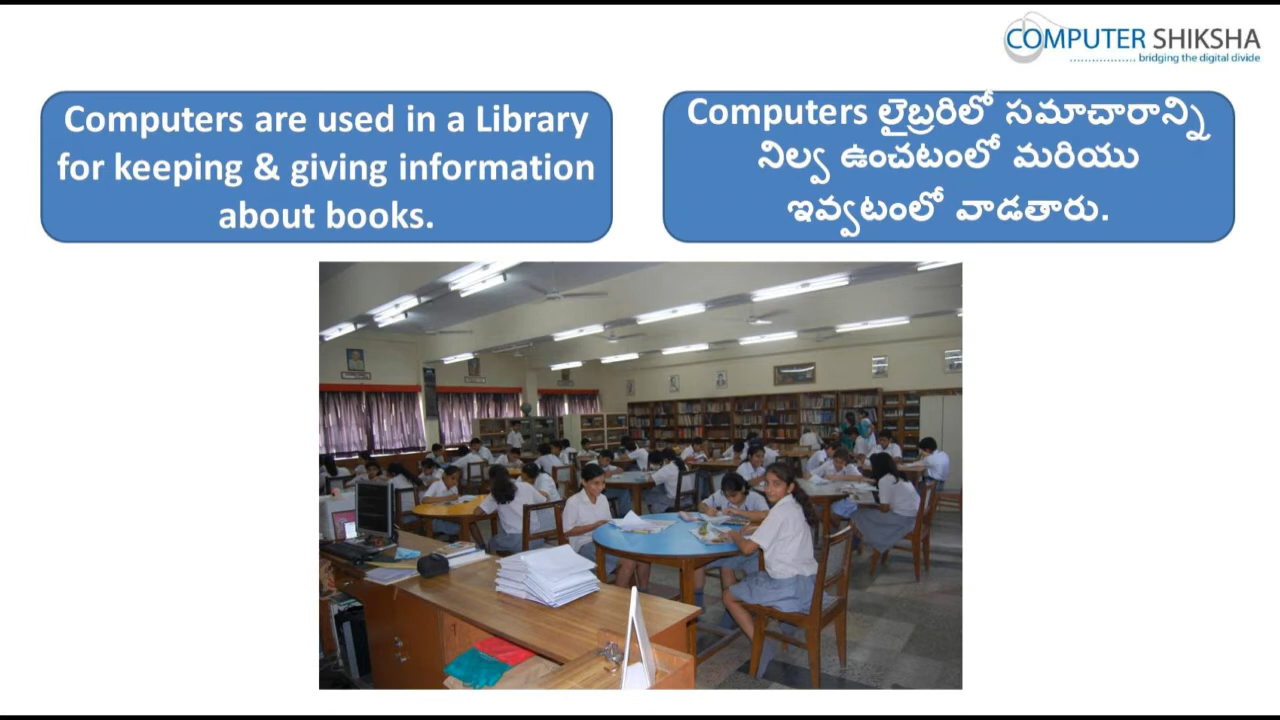 COMPUTER SHIKSHA
bridging the digital divide
Computers are used in a Library
for keeping & giving information
about books.
Computers లైబ్రరిలో సమాచారాన్ని
నిల్వ ఉంచటంలో మరియు
ఇవ్వటంలో వాడతారు.